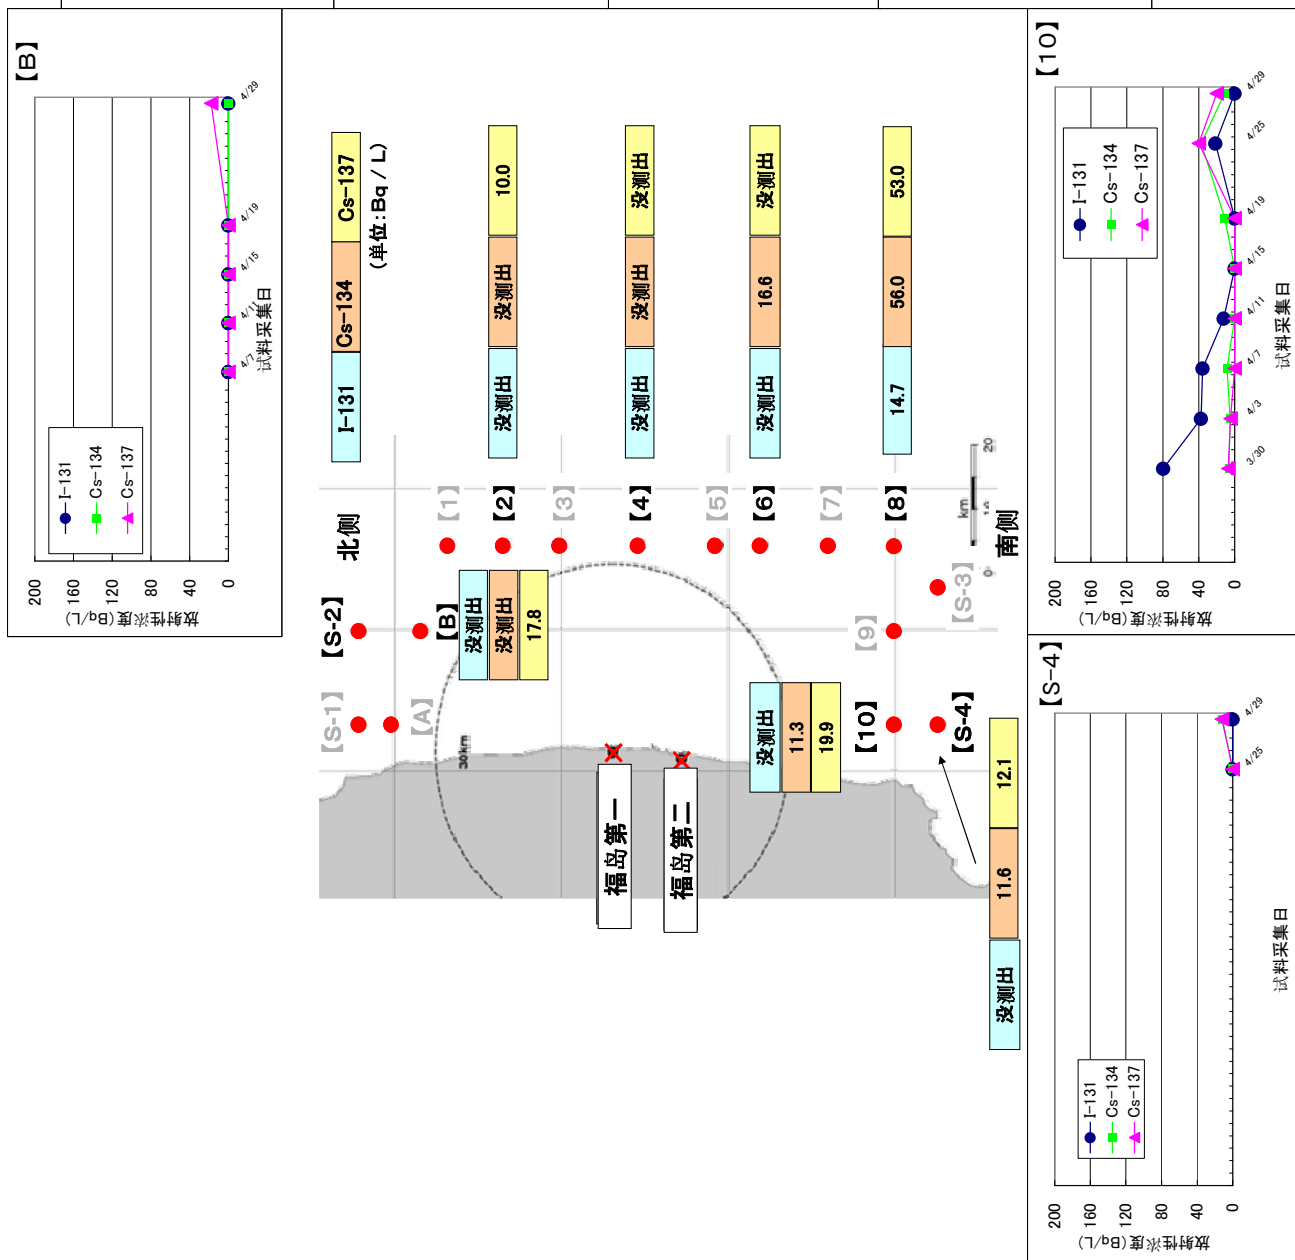 【B】
200
160
120
80
40
0
放射性浓度(Bq/L)
I-131
Cs-134
Cs-137
4/7
4/11
4/15
4/19
4/29
试料采集日
I-131 Cs-134 Cs-137
(单位:Bq / L)
没测出 没测出 10.0
没测出 没测出 没测出
没测出 16.6 没测出
14.7 56.0 53.0
北侧
【1】
【2】
【3】
【4】
【5】
【6】
【7】
【8】
南侧
km
0
10
20
【S-2】
【B】
没测出
没测出
17.8
【9】
【S-3】
【S-1】
【A】
30km
没测出
11.3
19.9
【10】
【S-4】
没测出 11.6 12.1
福岛第一
福岛第二
【10】
200
160
120
80
40
0
放射性浓度(Bq/L)
I-131
Cs-134
Cs-137
3/30
4/3
4/7
4/11
4/15
4/19
4/25
4/29
试料采集日
【S-4】
200
160
120
80
40
0
放射性浓度(Bq/L)
I-131
Cs-134
Cs-137
4/25
4/29
试料采集日